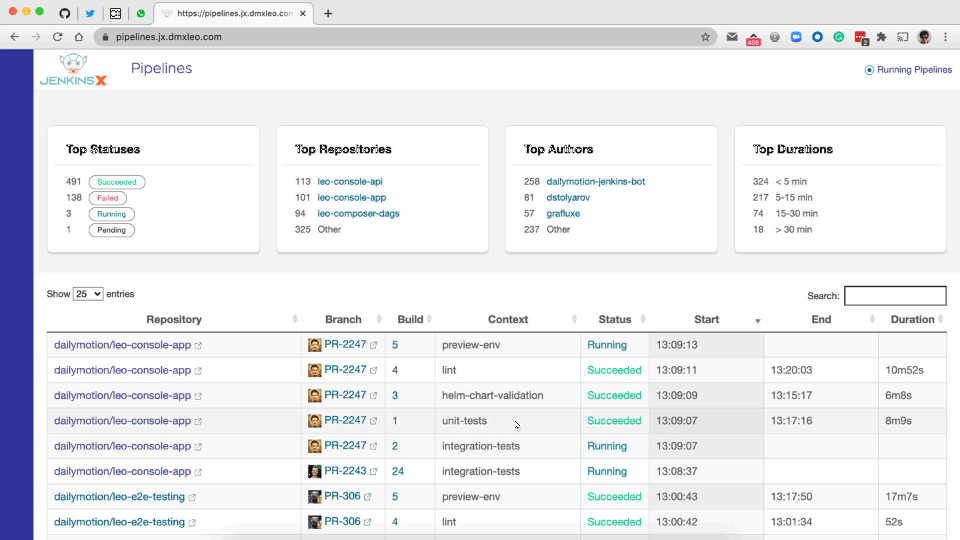 https://pipelines.jx.dmxleo.com
pipelines.jx.dmxleo.com
405
2
JENKINS X
Pipelines
Running Pipelines
Top Statuses
491 Succeeded
138 Failed
3 Running
1 Pending
Top Repositories
113 leo-console-api
101 leo-console-app
94 leo-composer-dags
325 Other
Top Authors
258 dailymotion-jenkins-bot
81 dstolyarov
57 grafluxe
237 Other
Top Durations
324 < 5 min
217 5-15 min
74 15-30 min
18 > 30 min
Show 25 entries
Search:
Repository Branch Build Context Status Start End Duration
dailymotion/leo-console-app PR-2247 5 preview-env Running 13:09:13
dailymotion/leo-console-app PR-2247 4 lint Succeeded 13:09:11 13:20:03 10m52s
dailymotion/leo-console-app PR-2247 3 helm-chart-validation Succeeded 13:09:09 13:15:17 6m8s
dailymotion/leo-console-app PR-2247 1 unit-tests Succeeded 13:09:07 13:17:16 8m9s
dailymotion/leo-console-app PR-2247 2 integration-tests Running 13:09:07
dailymotion/leo-console-app PR-2243 24 integration-tests Running 13:08:37
dailymotion/leo-e2e-testing PR-306 5 preview-env Succeeded 13:00:43 13:17:50 17m7s
dailymotion/leo-e2e-testing PR-306 4 lint Succeeded 13:00:42 13:01:34 52s